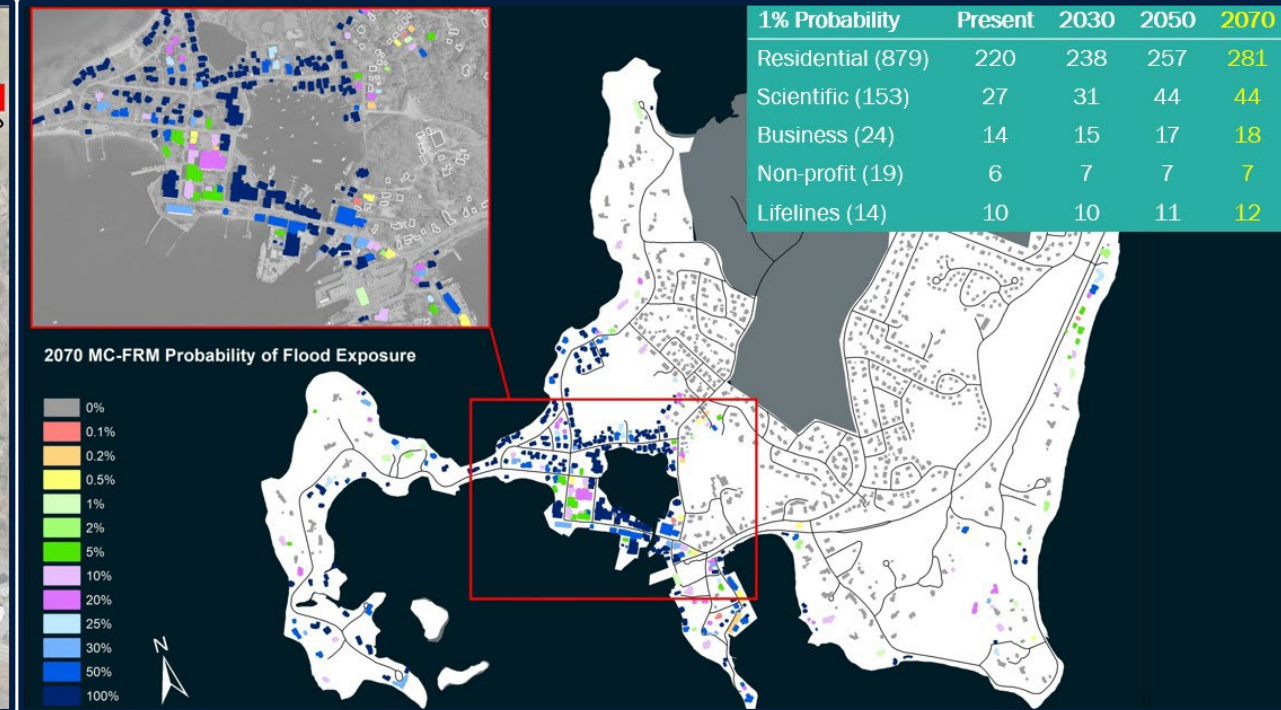 1% Probability Present 2030 2050 2070
Residential (879) 220 238 257 281
Scientific (153) 27 31 44 44
Business (24) 14 15 17 18
Non-profit (19) 6 7 7 7
Lifelines (14) 10 10 11 12
2070 MC-FRM Probability of Flood Exposure
0%
0.1%
0.2%
0.5%
1%
2%
5%
10%
20%
25%
30%
50%
100%
N